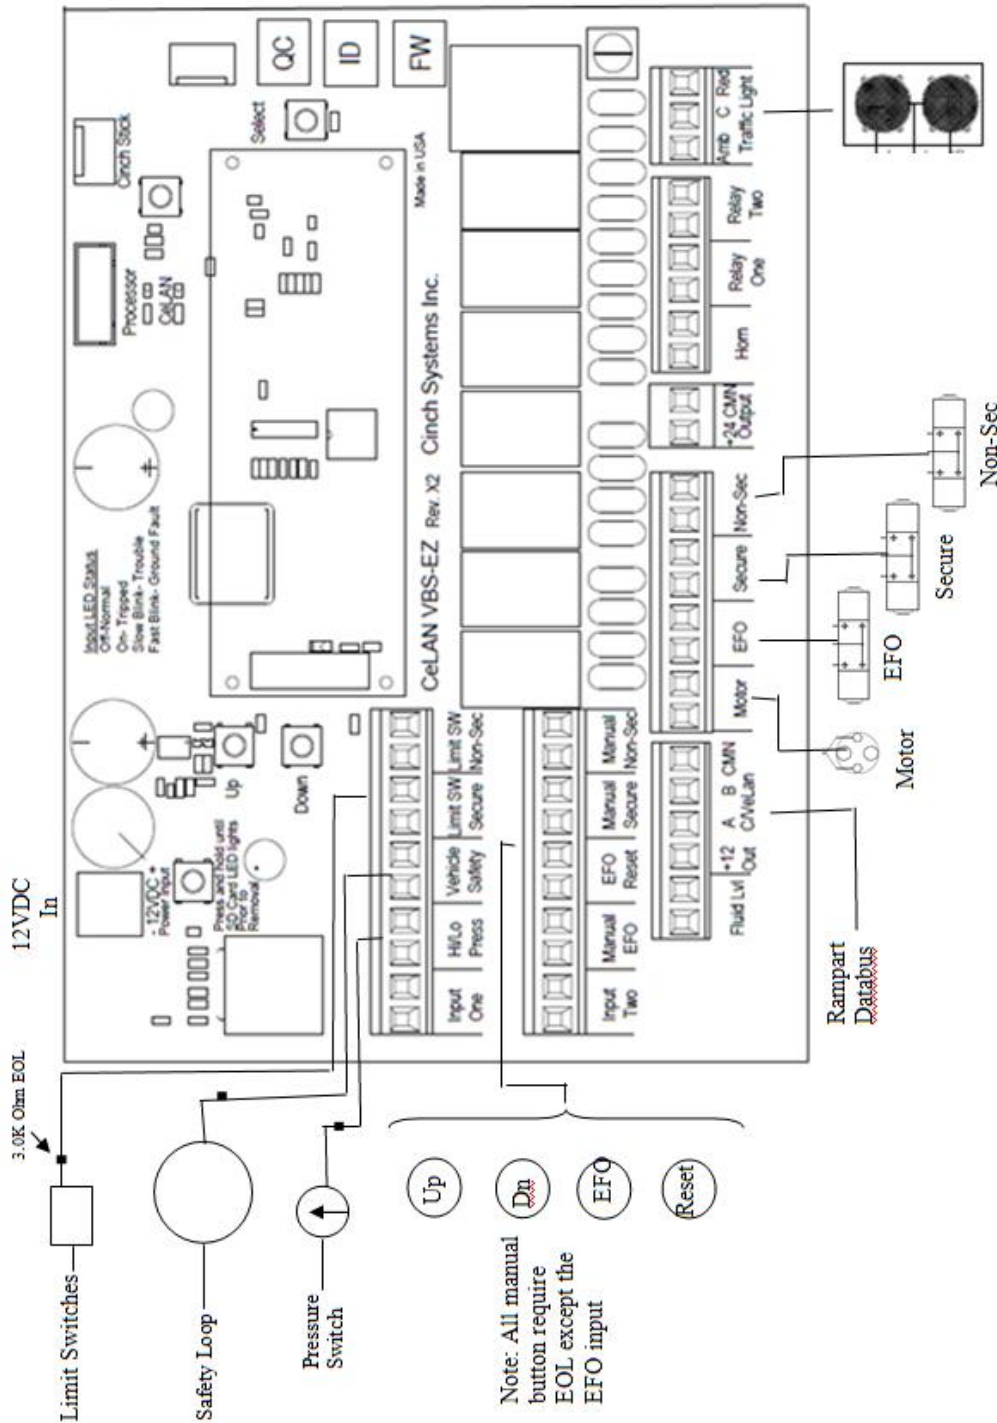 12VDC
In
3.0K Ohm EOL
Limit Switches
Safety Loop
Pressure
Switch
Up
Dn
EFO
Reset
Note: All manual
button require
EOL except the
EFO input
Rampart
Databus
Motor
EFO
Secure
Non-Sec
- 12VDC +
Power Input
Press and hold until
SD Card LED lights
Prior to
Removal
Up
Down
Input LED Status
Off-Normal
On- Tripped
Slow Blink- Trouble
Fast Blink- Ground Fault
Processor
CeLAN
Cinch Stick
Select
QC
ID
FW
Made in USA
CeLAN VBS-EZ Rev. X2 Cinch Systems Inc.
Input
One
Hi/Lo
Press
Vehicle
Safety
Limit SW
Secure
Limit SW
Non-Sec
Input
Two
Manual
EFO
EFO
Reset
Manual
Secure
Manual
Non-Sec
Fluid Lvl
+12 A B CMN
Out C/VeLan
Motor
EFO
Secure
Non-Sec
+24 CMN
Output
Horn
Relay
One
Relay
Two
Amb C Red
Traffic Light